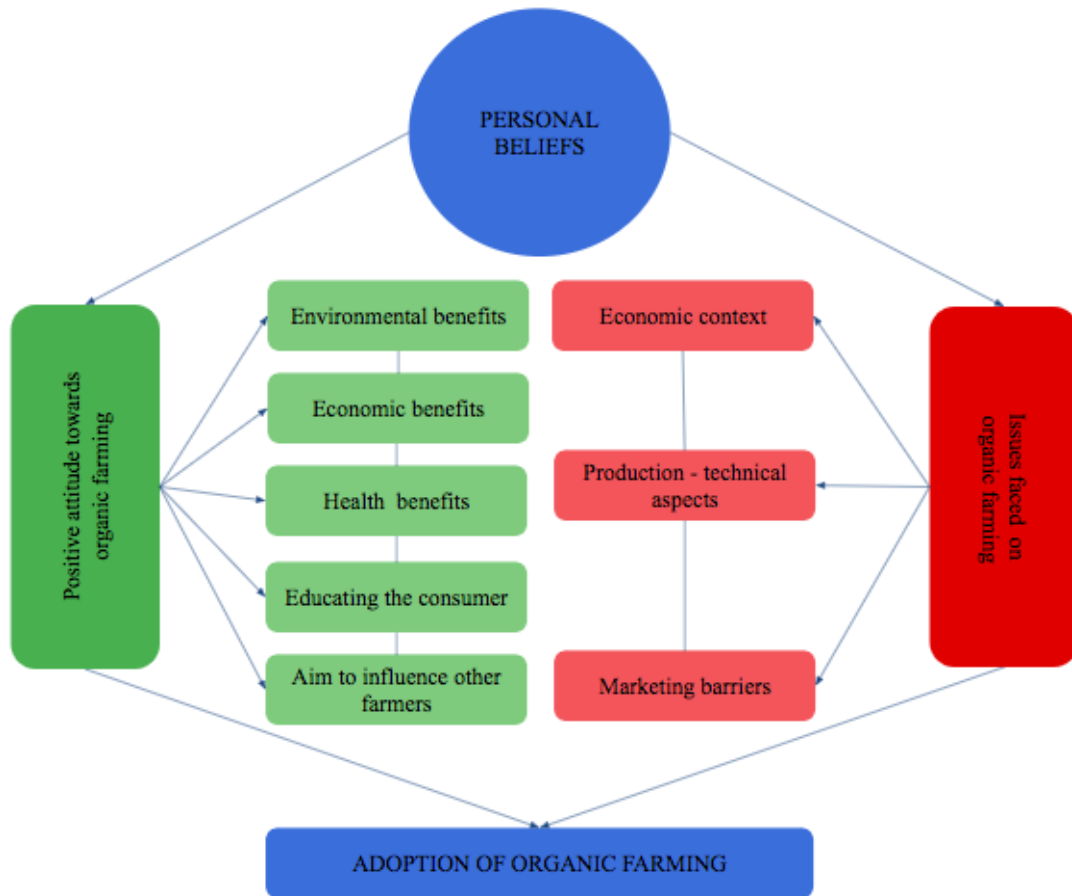 PERSONAL
BELIEFS
Positive attitude towards
organic farming
Environmental benefits
Economic benefits
Health benefits
Educating the consumer
Aim to influence other
farmers
Economic context
Production - technical
aspects
Marketing barriers
Issues faced on
organic farming
ADOPTION OF ORGANIC FARMING